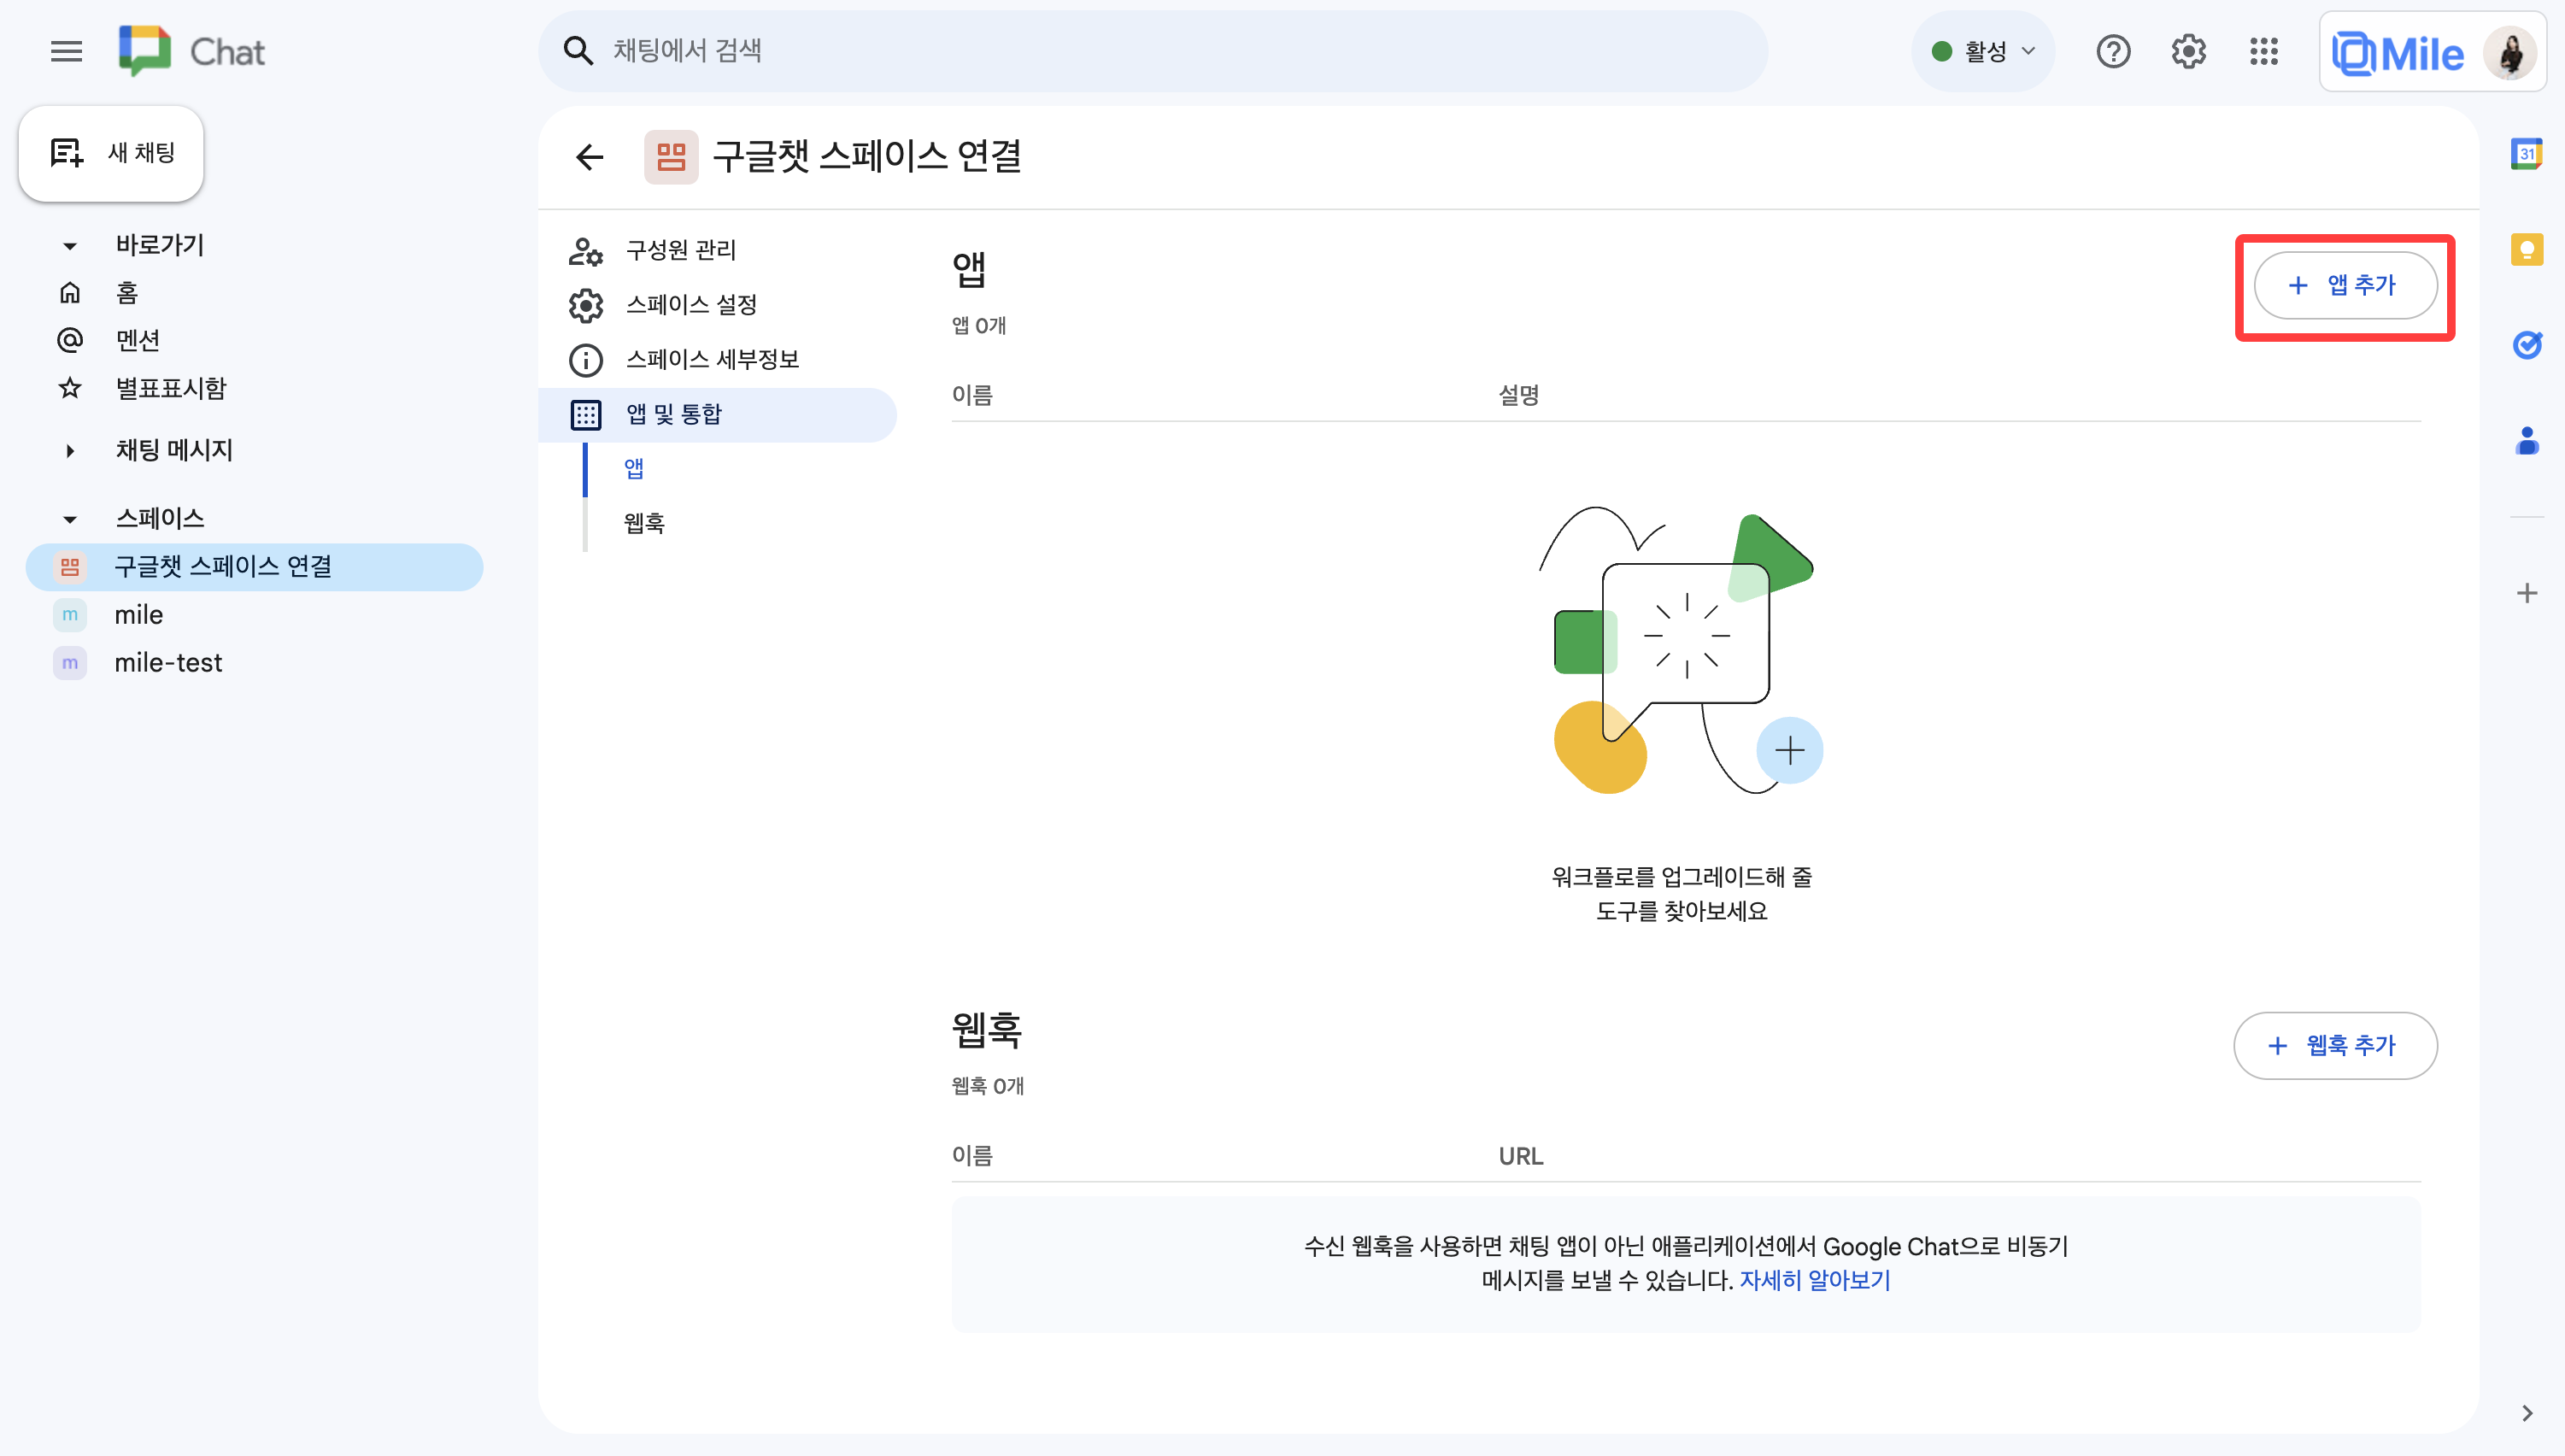 Chat
채팅에서 검색
활성
Mile
새 채팅
바로가기
홈
멘션
별표표시함
채팅 메시지
스페이스
구글챗 스페이스 연결
m mile
m mile-test
구글챗 스페이스 연결
구성원 관리
스페이스 설정
스페이스 세부정보
앱 및 통합
앱
웹훅
앱
앱 0개
+ 앱 추가
이름 설명
워크플로를 업그레이드해 줄
도구를 찾아보세요
웹훅
웹훅 0개
+ 웹훅 추가
이름 URL
수신 웹훅을 사용하면 채팅 앱이 아닌 애플리케이션에서 Google Chat으로 비동기
메시지를 보낼 수 있습니다. 자세히 알아보기
31